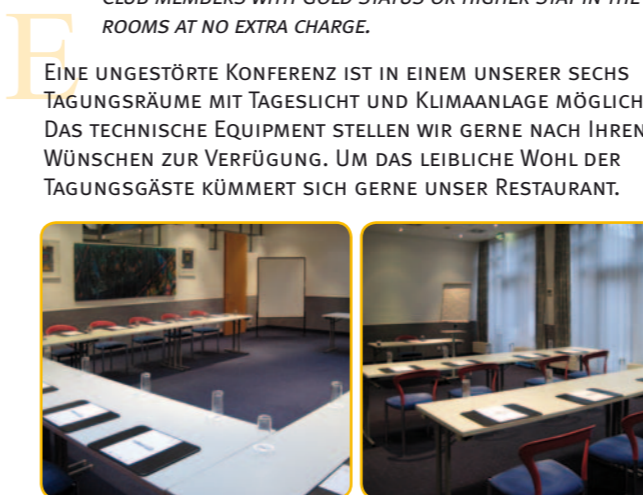 CLUB MEMBERS WITH GOLD STATUS OR HIGHER STAY IN THE
ROOMS AT NO EXTRA CHARGE.
E
EINE UNGESTÖRTE KONFERENZ IST IN EINEM UNSERER SECHS
TAGUNGSRÄUME MIT TAGESLICHT UND KLIMAANLAGE MÖGLICH
DAS TECHNISCHE EQUIPMENT STELLEN WIR GERNE NACH IHREN
WÜNSCHEN ZUR VERFÜGUNG. UM DAS LEIBLICHE WOHL DER
TAGUNGSGÄSTE KÜMMERT SICH GERNE UNSER RESTAURANT.